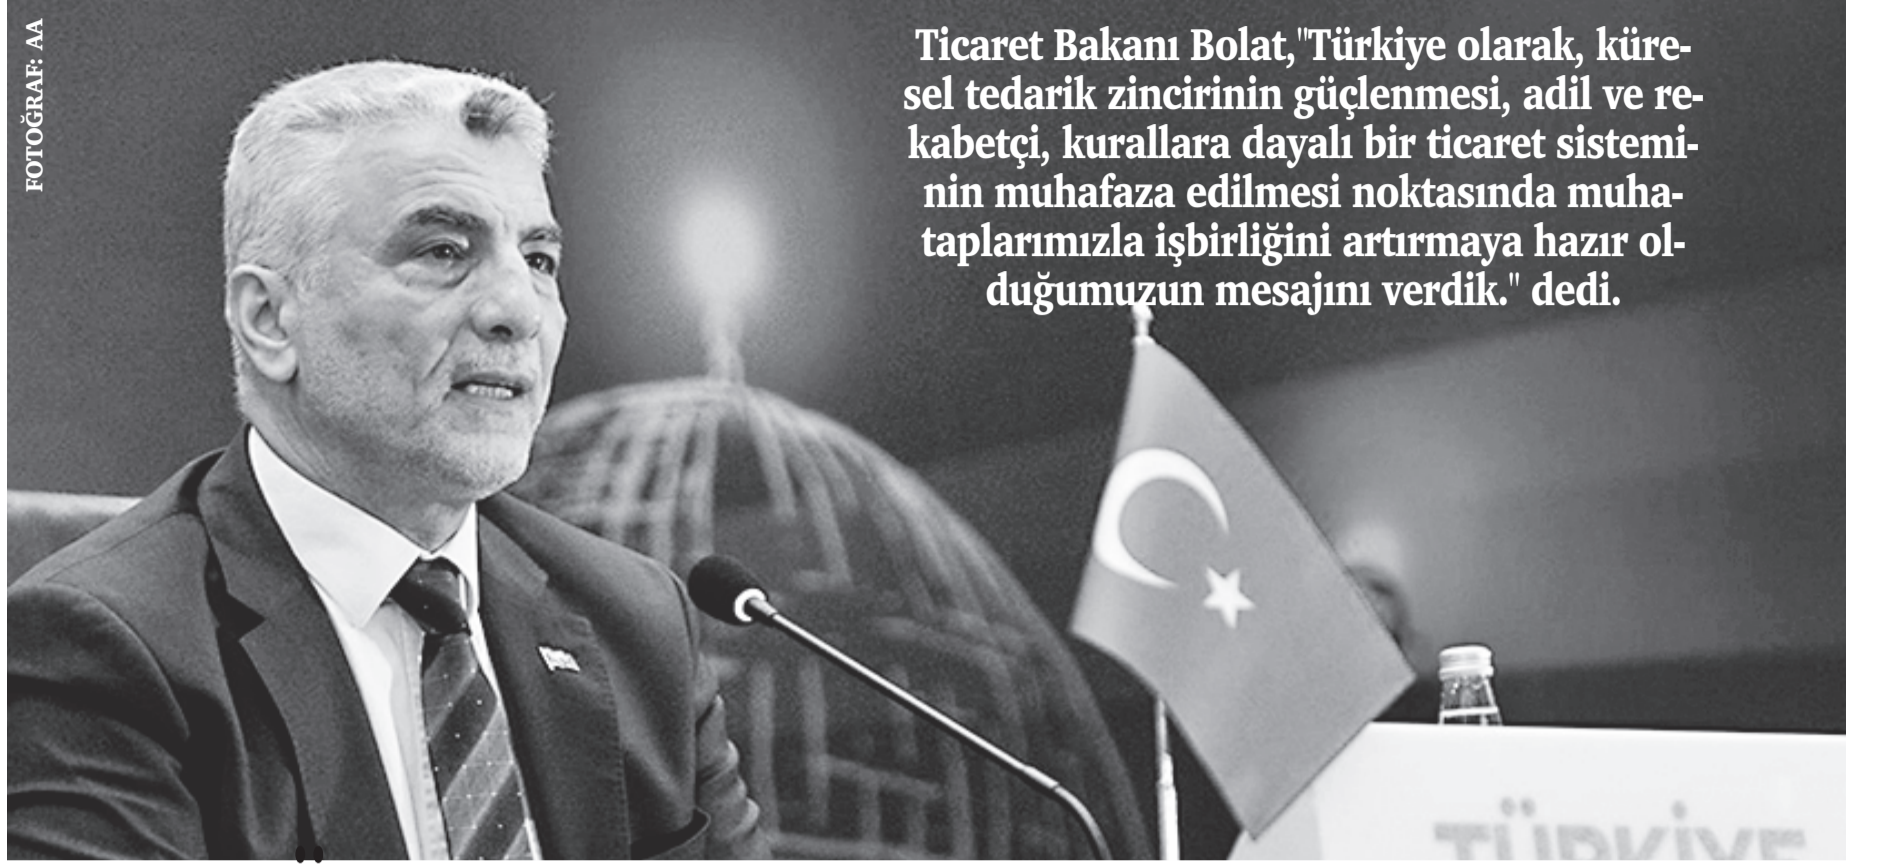 FOTOĞRAF: AA
Ticaret Bakanı Bolat,"Türkiye olarak, küre-
sel tedarik zincirinin güçlenmesi, adil ve re-
kabetçi, kurallara dayalı bir ticaret sistemi-
nin muhafaza edilmesi noktasında muha-
taplarımızla işbirliğini artırmaya hazır ol-
duğumuzun mesajını verdik." dedi.
TÜRKİYE